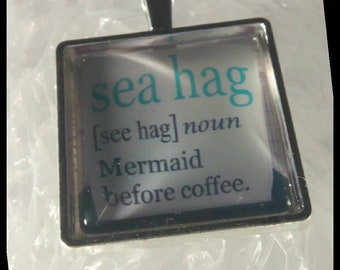 sea hag
[see hag] noun
Mermaid
before coffee.